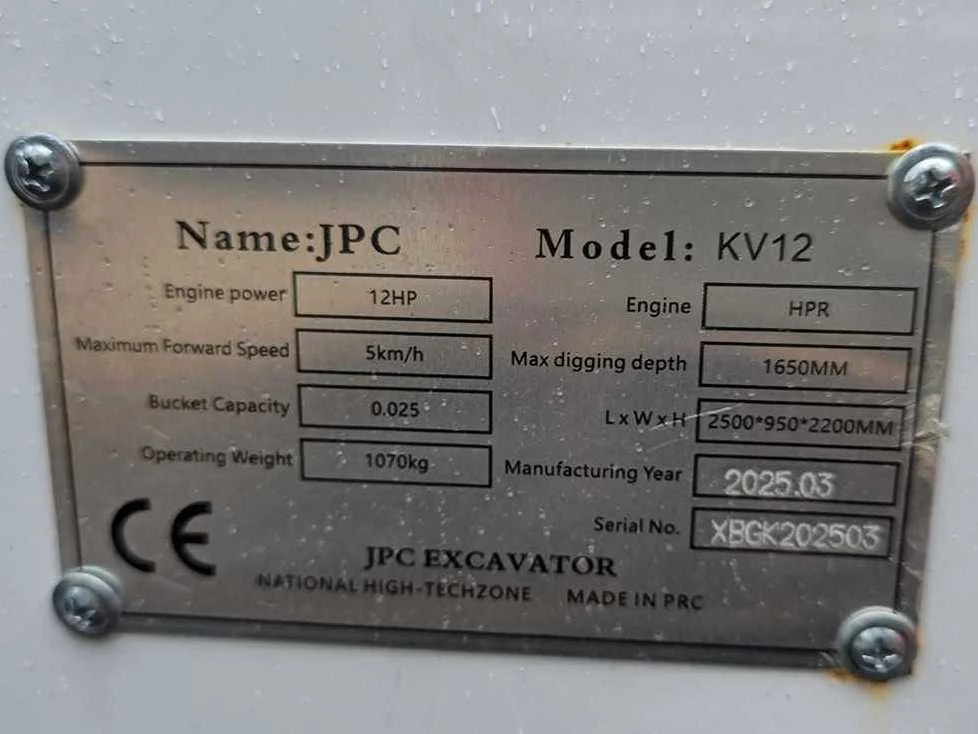 Name:JPC Model: KV12
Engine power 12HP Engine HPR
Maximum Forward Speed 5km/h Max digging depth 1650MM
Bucket Capacity 0.025 LxWxH 2500*950*2200MM
Operating Weight 1070kg Manufacturing Year 2025.03
Serial No. XBGK202503
CE
JPC EXCAVATOR
NATIONAL HIGH-TECHZONE MADE IN PRC